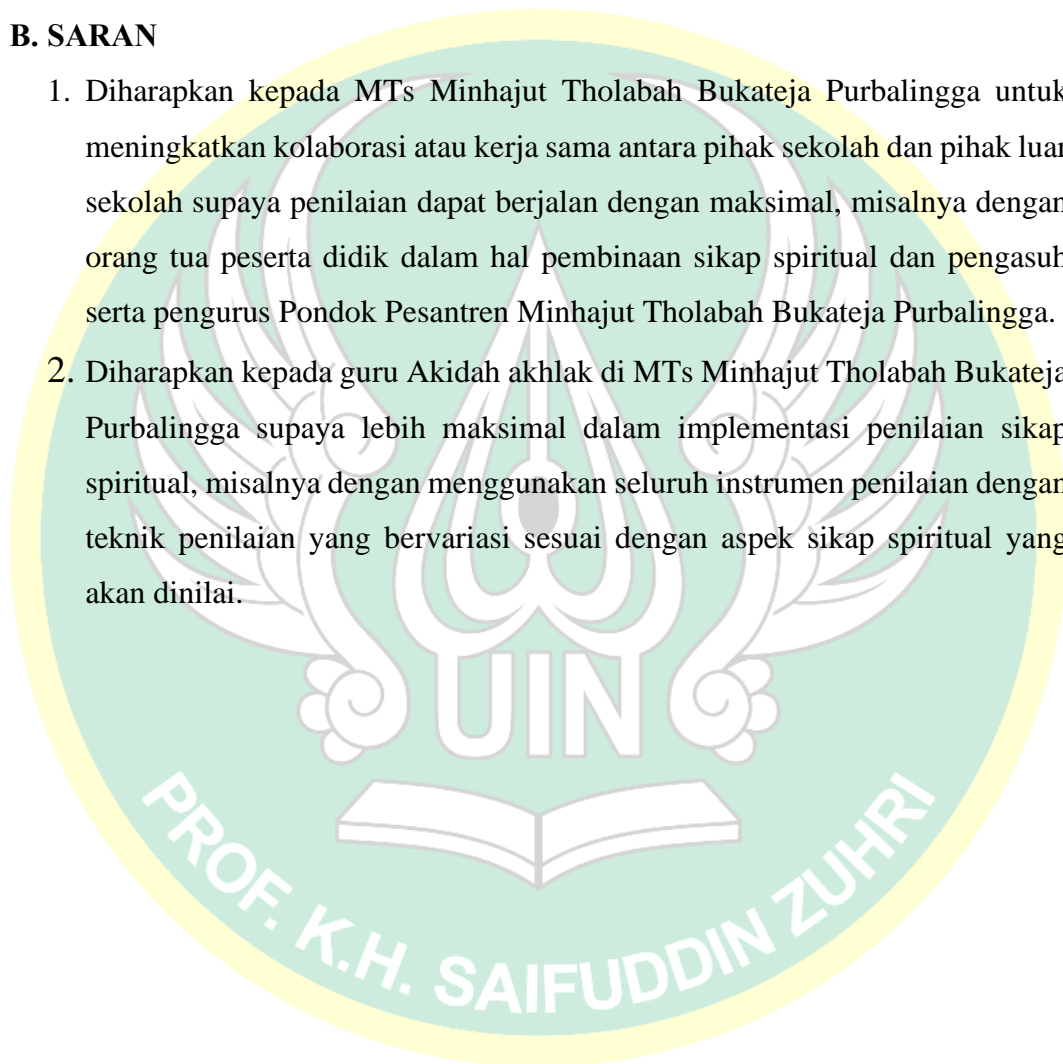 B. SARAN
1. Diharapkan kepada MTs Minhajut Tholabah Bukateja Purbalingga untuk
meningkatkan kolaborasi atau kerja sama antara pihak sekolah dan pihak luar
sekolah supaya penilaian dapat berjalan dengan maksimal, misalnya dengan
orang tua peserta didik dalam hal pembinaan sikap spiritual dan pengasuh
serta pengurus Pondok Pesantren Minhajut Tholabah Bukateja Purbalingga.
2. Diharapkan kepada guru Akidah akhlak di MTs Minhajut Tholabah Bukateja
Purbalingga supaya lebih maksimal dalam implementasi penilaian sikap
spiritual, misalnya dengan menggunakan seluruh instrumen penilaian dengan
teknik penilaian yang bervariasi sesuai dengan aspek sikap spiritual yang
akan dinilai.
UIN
PROF. K.H. SAIFUDDIN ZUHRI